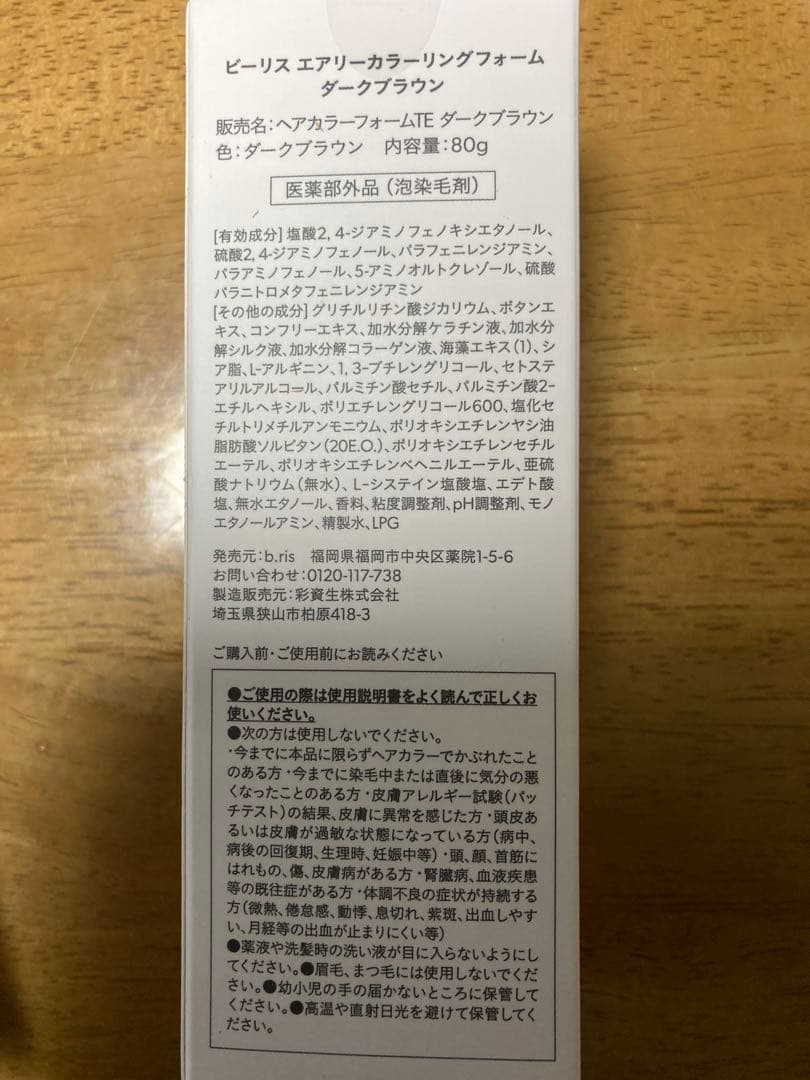 ビーリス エアリーカラーリングフォーム
ダークブラウン
販売名：ヘアカラーフォームTE ダークブラウン
色：ダークブラウン　内容量：80g
医薬部外品（泡染毛剤）
[有効成分] 塩酸2, 4-ジアミノフェノキシエタノール、
硫酸2, 4-ジアミノフェノール、パラフェニレンジアミン、
パラアミノフェノール、5-アミノオルトクレゾール、硫酸
パラニトロメタフェニレンジアミン
[その他の成分] グリチルリチン酸ジカリウム、ボタンエ
キス、コンフリーエキス、加水分解ケラチン液、加水分
解シルク液、加水分解コラーゲン液、海藻エキス（1）、シ
ア脂、L-アルギニン、1, 3-ブチレングリコール、セトステ
アリルアルコール、パルミチン酸セチル、パルミチン酸2-
エチルヘキシル、ポリエチレングリコール600、塩化セ
チルトリメチルアンモニウム、ポリオキシエチレンヤシ油
脂肪酸ソルビタン（20E.O.）、ポリオキシエチレンセチル
エーテル、ポリオキシエチレンベヘニルエーテル、亜硫
酸ナトリウム（無水）、L-システイン塩酸塩、エデト酸
塩、無水エタノール、香料、粘度調整剤、pH調整剤、モノ
エタノールアミン、精製水、LPG
発売元：b.ris　福岡県福岡市中央区薬院1-5-6
お問い合わせ：0120-117-738
製造販売元：彩資生株式会社
埼玉県狭山市柏原418-3
ご購入前・ご使用前にお読みください
●ご使用の際は使用説明書をよく読んで正しくお
使いください。
●次の方は使用しないでください。
・今までに本品に限らずヘアカラーでかぶれたこと
のある方 ・今までに染毛中または直後に気分の悪
くなったことのある方 ・皮膚アレルギー試験（パッ
チテスト）の結果、皮膚に異常を感じた方 ・頭皮あ
るいは皮膚が過敏な状態になっている方（病中、
病後の回復期、生理時、妊娠中等） ・頭、顔、首筋に
はれもの、傷、皮膚病がある方 ・腎臓病、血液疾患
等の既往症がある方 ・体調不良の症状が持続する
方（微熱、倦怠感、動悸、息切れ、紫斑、出血しやす
い、月経等の出血が止まりにくい等）
●薬液や洗髪時の洗い液が目に入らないようにし
てください。●眉毛、まつ毛には使用しないでくだ
さい。●幼小児の手の届かないところに保管して
ください。●高温や直射日光を避けて保管してく
ださい。